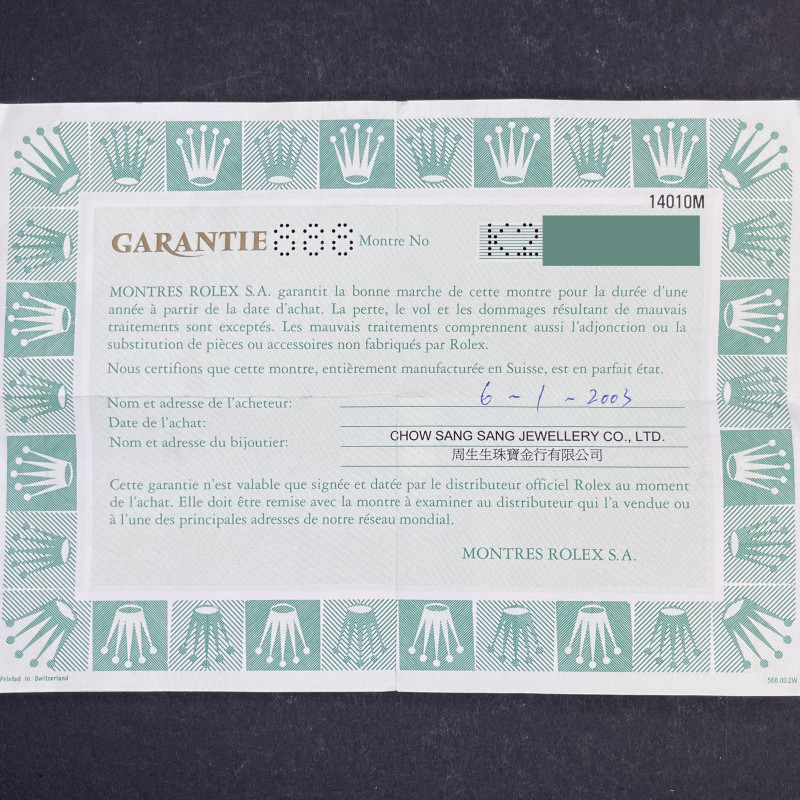 14010M
GARANTIE 888 Montre No K2
MONTRES ROLEX S.A. garantit la bonne marche de cette montre pour la durée d'une
année à partir de la date d'achat. La perte, le vol et les dommages résultant de mauvais
traitements sont exceptés. Les mauvais traitements comprennent aussi l'adjonction ou la
substitution de pièces ou accessoires non fabriqués par Rolex.
Nous certifions que cette montre, entièrement manufacturée en Suisse, est en parfait état.
Nom et adresse de l'acheteur: 6 - 1 - 2003
Date de l'achat:
Nom et adresse du bijoutier: CHOW SANG SANG JEWELLERY CO., LTD.
周生生珠寶金行有限公司
Cette garantie n'est valable que signée et datée par le distributeur officiel Rolex au moment
de l'achat. Elle doit être remise avec la montre à examiner au distributeur qui l'a vendue ou
à l'une des principales adresses de notre réseau mondial.
MONTRES ROLEX S.A.
Printed in Switzerland
568.00.2W